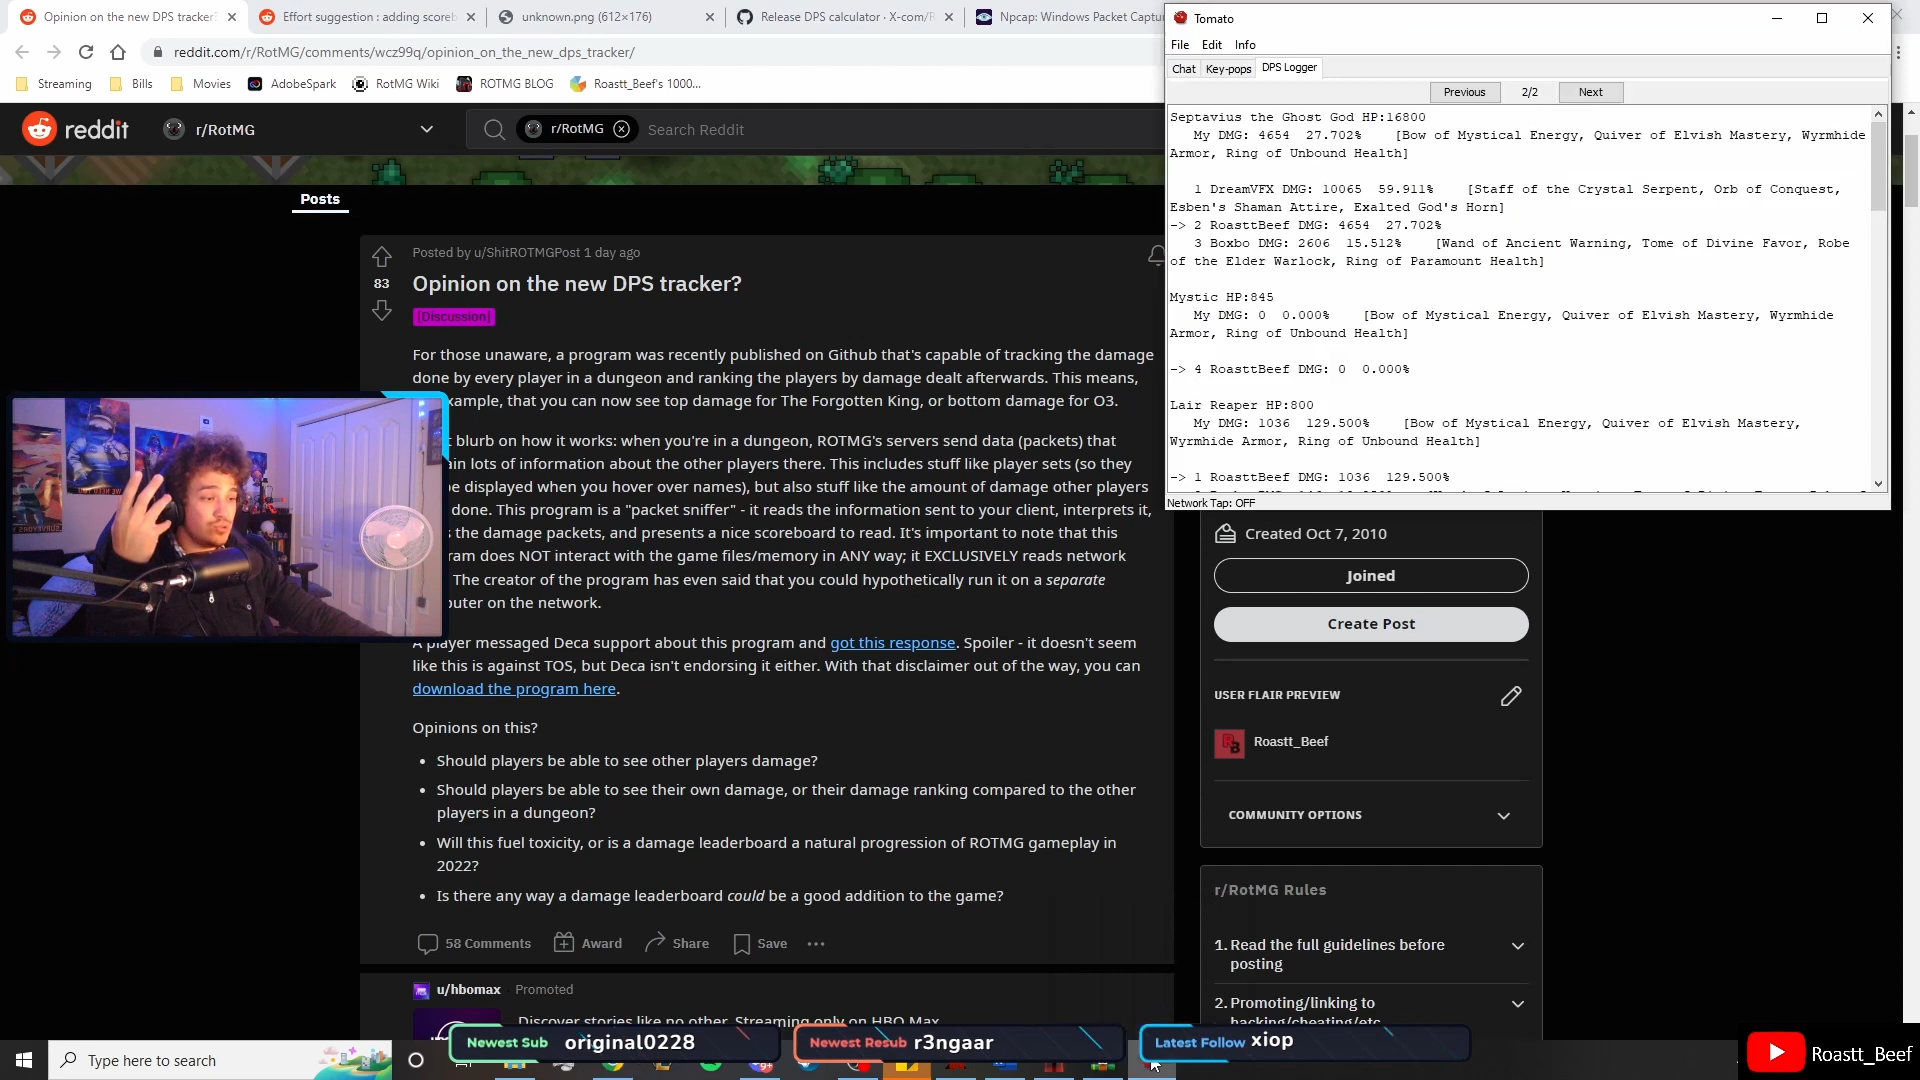 Opinion on the new DPS tracker?
Effort suggestion : adding scoreb
unknown.png (612×176)
Release DPS calculator · X-com/R
Npcap: Windows Packet Captur
reddit.com/r/RotMG/comments/wcz99q/opinion_on_the_new_dps_tracker/
Streaming
Bills
Movies
AdobeSpark
RotMG Wiki
ROTMG BLOG
Roastt_Beef's 1000...
reddit
r/RotMG
r/RotMG
Search Reddit
Posts
Posted by u/ShitROTMGPost 1 day ago
83
Opinion on the new DPS tracker?
[Discussion]
For those unaware, a program was recently published on Github that's capable of tracking the damage
done by every player in a dungeon and ranking the players by damage dealt afterwards. This means,
example, that you can now see top damage for The Forgotten King, or bottom damage for O3.
blurb on how it works: when you're in a dungeon, ROTMG's servers send data (packets) that
in lots of information about the other players there. This includes stuff like player sets (so they
be displayed when you hover over names), but also stuff like the amount of damage other players
done. This program is a "packet sniffer" - it reads the information sent to your client, interprets it,
the damage packets, and presents a nice scoreboard to read. It's important to note that this
ram does NOT interact with the game files/memory in ANY way; it EXCLUSIVELY reads network
The creator of the program has even said that you could hypothetically run it on a separate
puter on the network.
A player messaged Deca support about this program and got this response. Spoiler - it doesn't seem
like this is against TOS, but Deca isn't endorsing it either. With that disclaimer out of the way, you can
download the program here.
Opinions on this?
• Should players be able to see other players damage?
• Should players be able to see their own damage, or their damage ranking compared to the other
players in a dungeon?
• Will this fuel toxicity, or is a damage leaderboard a natural progression of ROTMG gameplay in
2022?
• Is there any way a damage leaderboard could be a good addition to the game?
58 Comments
Award
Share
Save
u/hbomax Promoted
Discover stories like no other. Streaming only on HBO Max
Tomato
File Edit Info
Chat Key-pops DPS Logger
Previous 2/2 Next
Septavius the Ghost God HP:16800
My DMG: 4654 27.702% [Bow of Mystical Energy, Quiver of Elvish Mastery, Wyrmhide
Armor, Ring of Unbound Health]
1 DreamVFX DMG: 10065 59.911% [Staff of the Crystal Serpent, Orb of Conquest,
Esben's Shaman Attire, Exalted God's Horn]
-> 2 RoasttBeef DMG: 4654 27.702%
3 Boxbo DMG: 2606 15.512% [Wand of Ancient Warning, Tome of Divine Favor, Robe
of the Elder Warlock, Ring of Paramount Health]
Mystic HP:845
My DMG: 0 0.000% [Bow of Mystical Energy, Quiver of Elvish Mastery, Wyrmhide
Armor, Ring of Unbound Health]
-> 4 RoasttBeef DMG: 0 0.000%
Lair Reaper HP:800
My DMG: 1036 129.500% [Bow of Mystical Energy, Quiver of Elvish Mastery,
Wyrmhide Armor, Ring of Unbound Health]
-> 1 RoasttBeef DMG: 1036 129.500%
Network Tap: OFF
Created Oct 7, 2010
Joined
Create Post
USER FLAIR PREVIEW
Roastt_Beef
COMMUNITY OPTIONS
r/RotMG Rules
1. Read the full guidelines before
posting
2. Promoting/linking to
hacking/cheating/etc
Newest Sub original0228
Newest Resub r3ngaar
Latest Follow xiop
Type here to search
Roastt_Beef